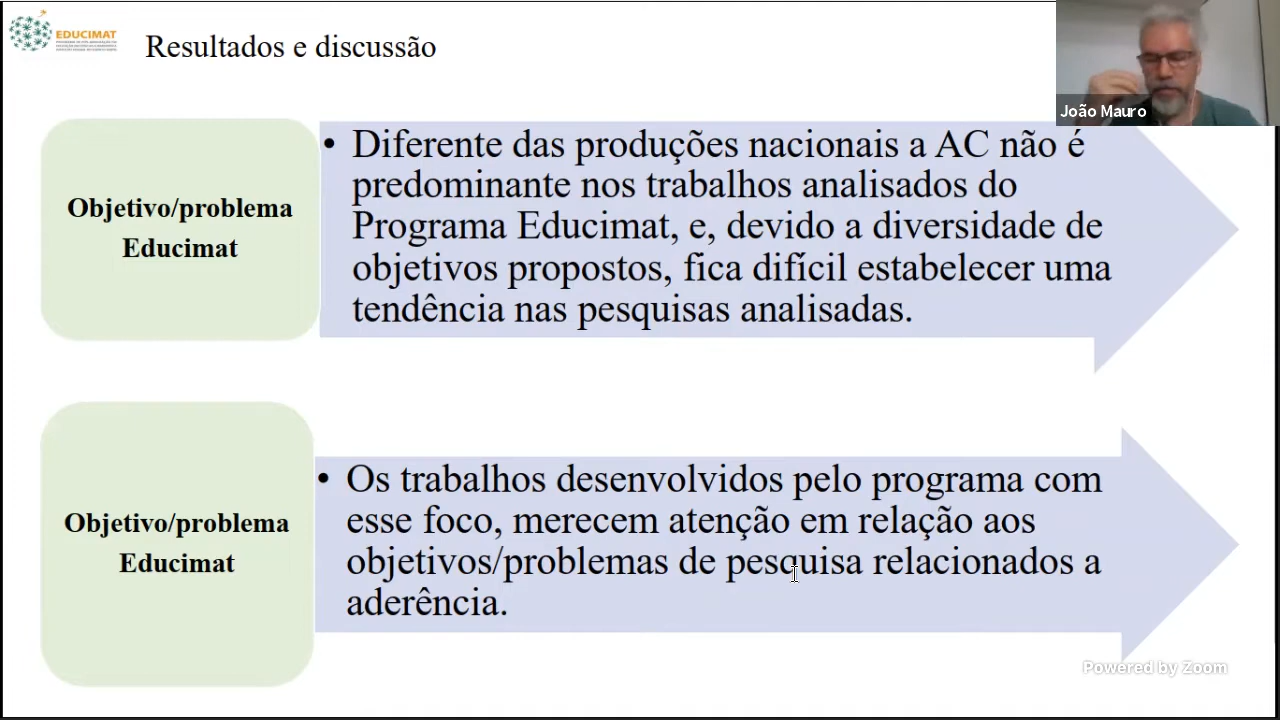 EDUCIMAT
Resultados e discussão
João Mauro
Objetivo/problema
Educimat
• Diferente das produções nacionais a AC não é
predominante nos trabalhos analisados do
Programa Educimat, e, devido a diversidade de
objetivos propostos, fica difícil estabelecer uma
tendência nas pesquisas analisadas.
Objetivo/problema
Educimat
• Os trabalhos desenvolvidos pelo programa com
esse foco, merecem atenção em relação aos
objetivos/problemas de pesquisa relacionados a
aderência.
Powered by Zoom